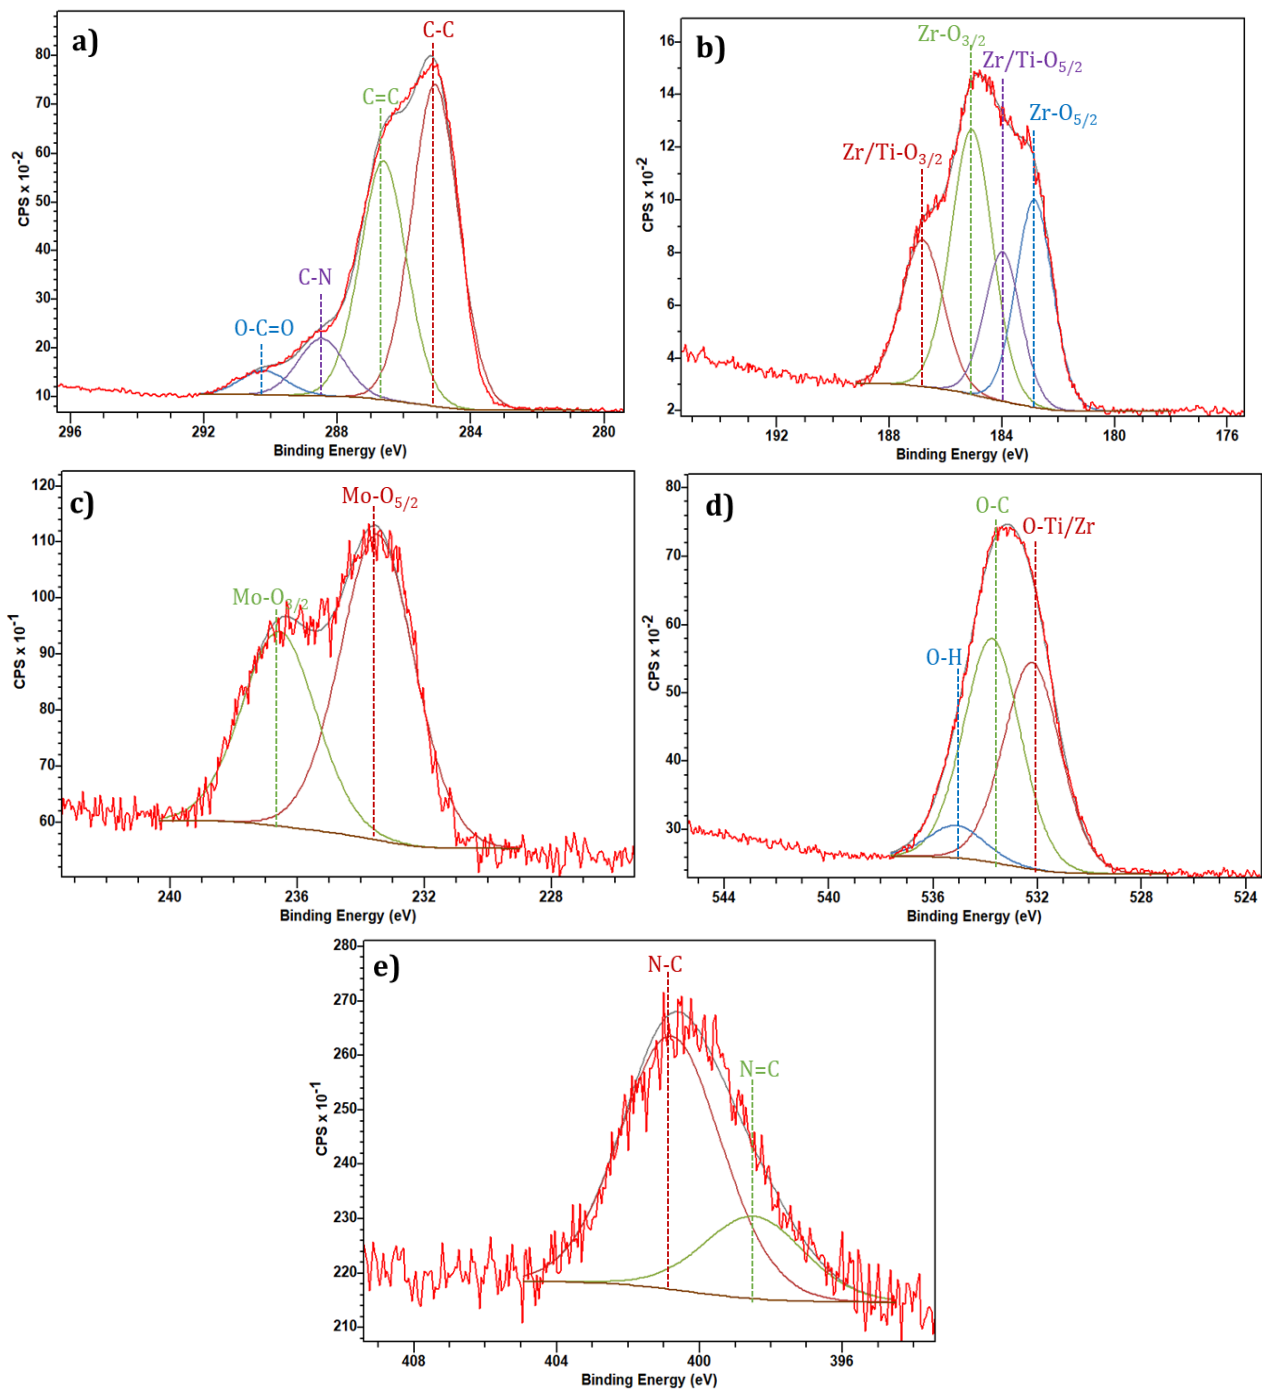 a)
C-C
C=C
C-N
O-C=O
CPS x 10⁻²
80
70
60
50
40
30
20
10
296 292 288 284 280
Binding Energy (eV)
b)
Zr-O₃/₂
Zr/Ti-O₅/₂
Zr-O₅/₂
Zr/Ti-O₃/₂
CPS x 10⁻²
16
14
12
10
8
6
4
2
192 188 184 180 176
Binding Energy (eV)
c)
Mo-O₅/₂
Mo-O₃/₂
CPS x 10⁻¹
120
110
100
90
80
70
60
240 236 232 228
Binding Energy (eV)
d)
O-C
O-Ti/Zr
O-H
CPS x 10⁻²
80
70
60
50
40
30
544 540 536 532 528 524
Binding Energy (eV)
e)
N-C
N=C
CPS x 10⁻¹
280
270
260
250
240
230
220
210
408 404 400 396
Binding Energy (eV)